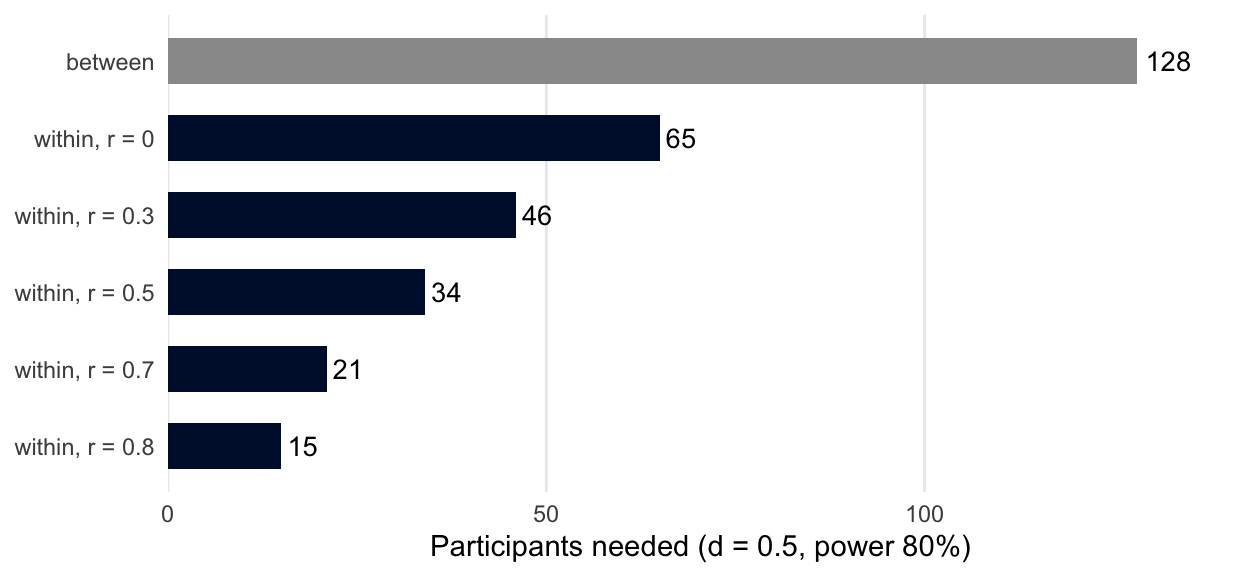 between 128
within, r = 0 65
within, r = 0.3 46
within, r = 0.5 34
within, r = 0.7 21
within, r = 0.8 15
0 50 100
Participants needed (d = 0.5, power 80%)